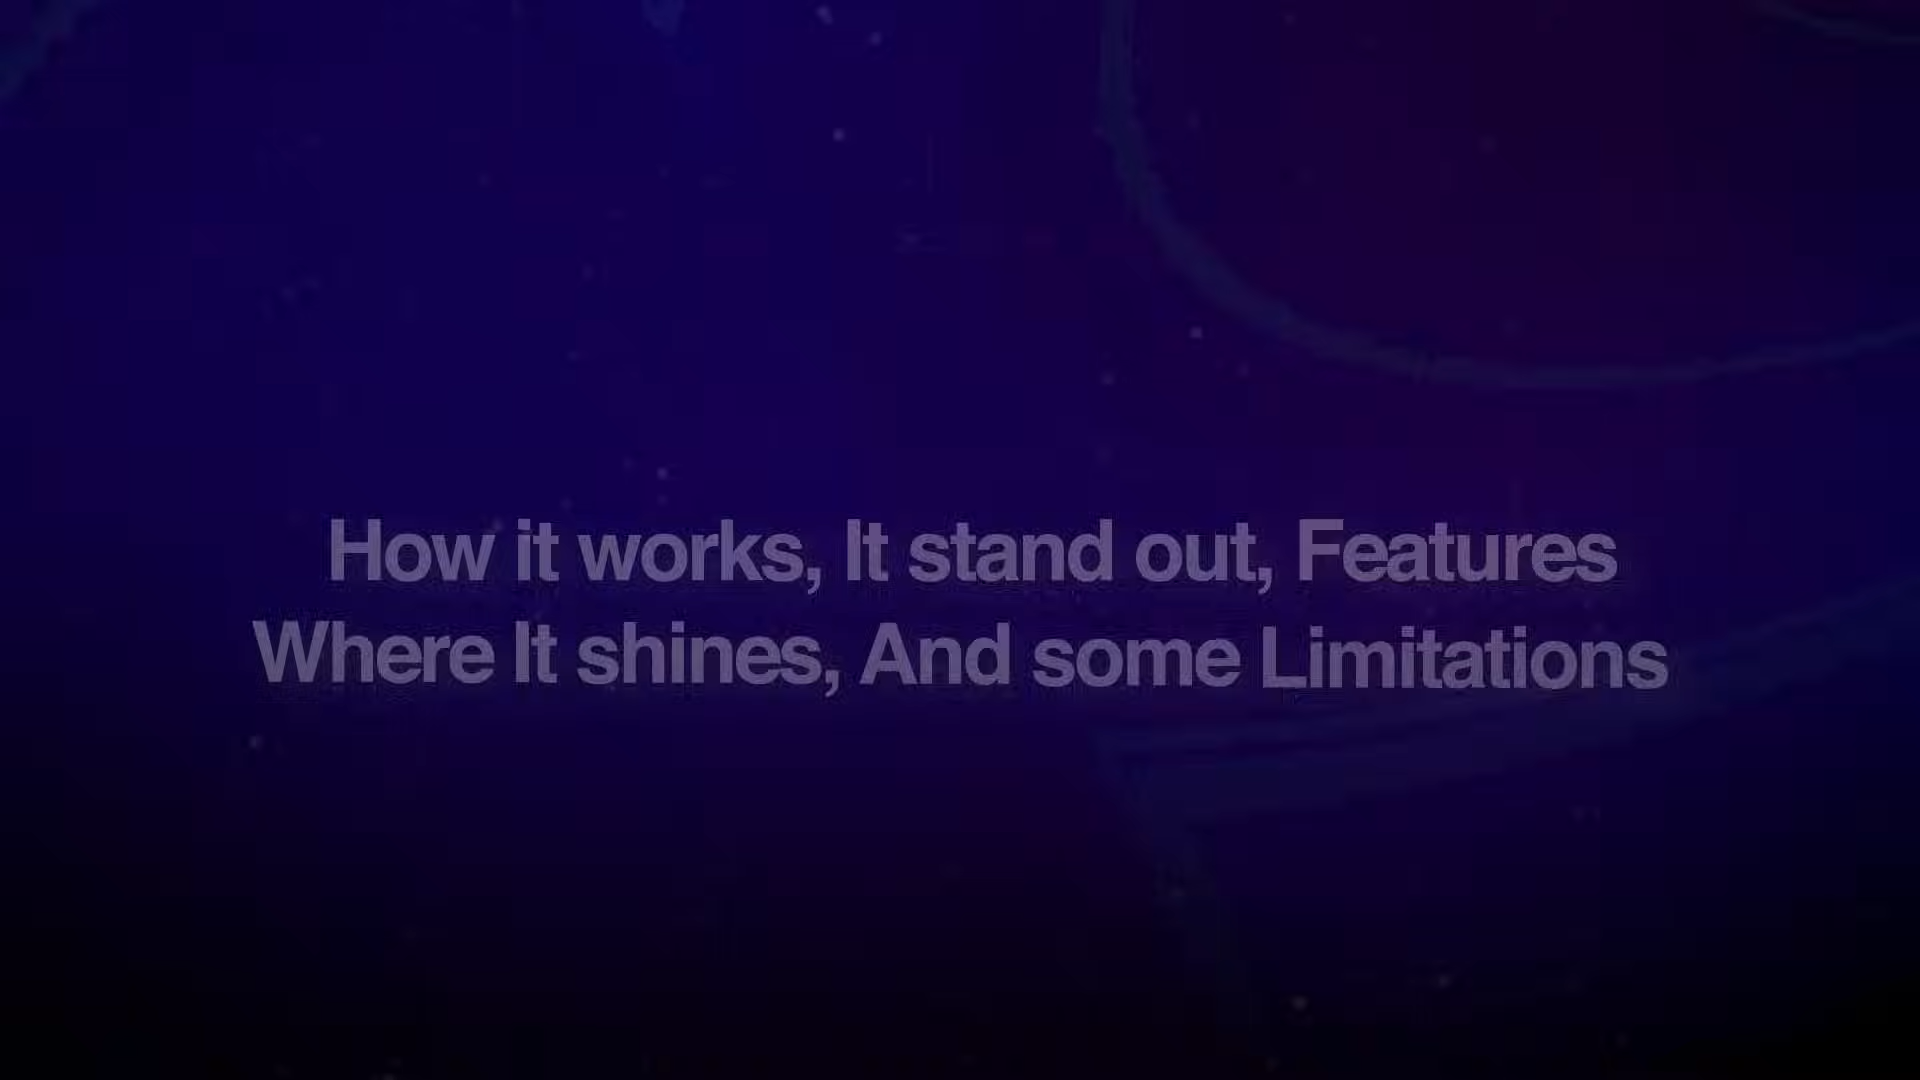 How it works, It stand out, Features
Where It shines, And some Limitations